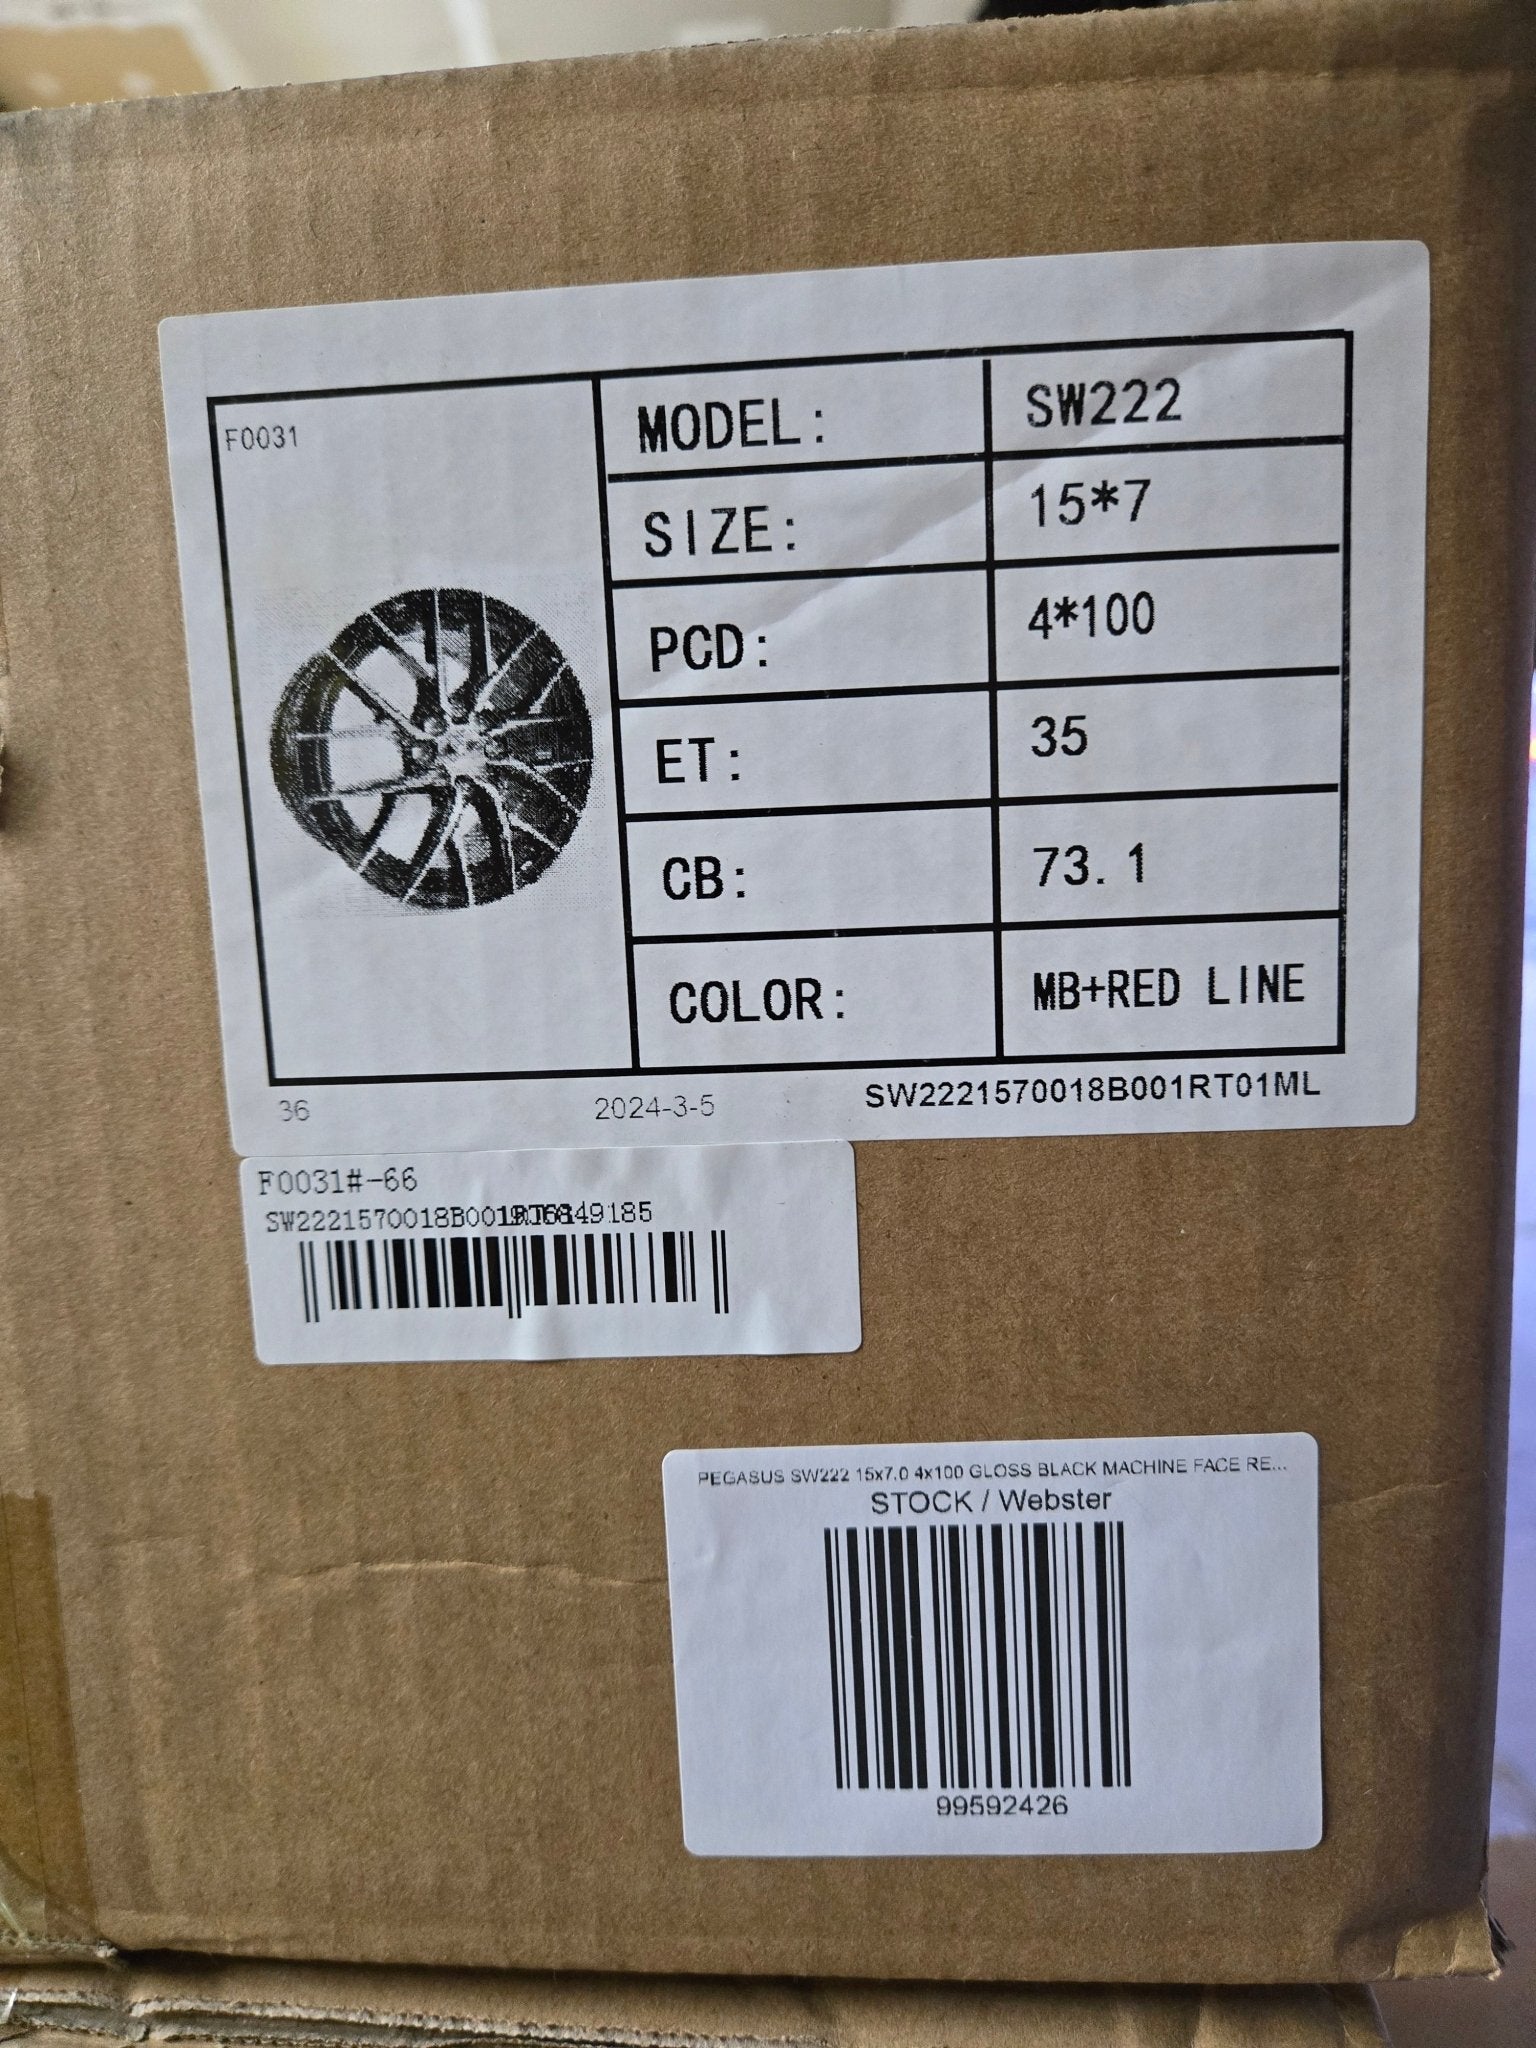 F0031
MODEL: SW222
SIZE: 15*7
PCD: 4*100
ET: 35
CB: 73.1
COLOR: MB+RED LINE
36 2024-3-5 SW2221570018B001RT01ML
F0031#-66
SW2221570018B001
PEGASUS SW222 15x7.0 4x100 GLOSS BLACK MACHINE FACE RE...
STOCK / Webster
99592426